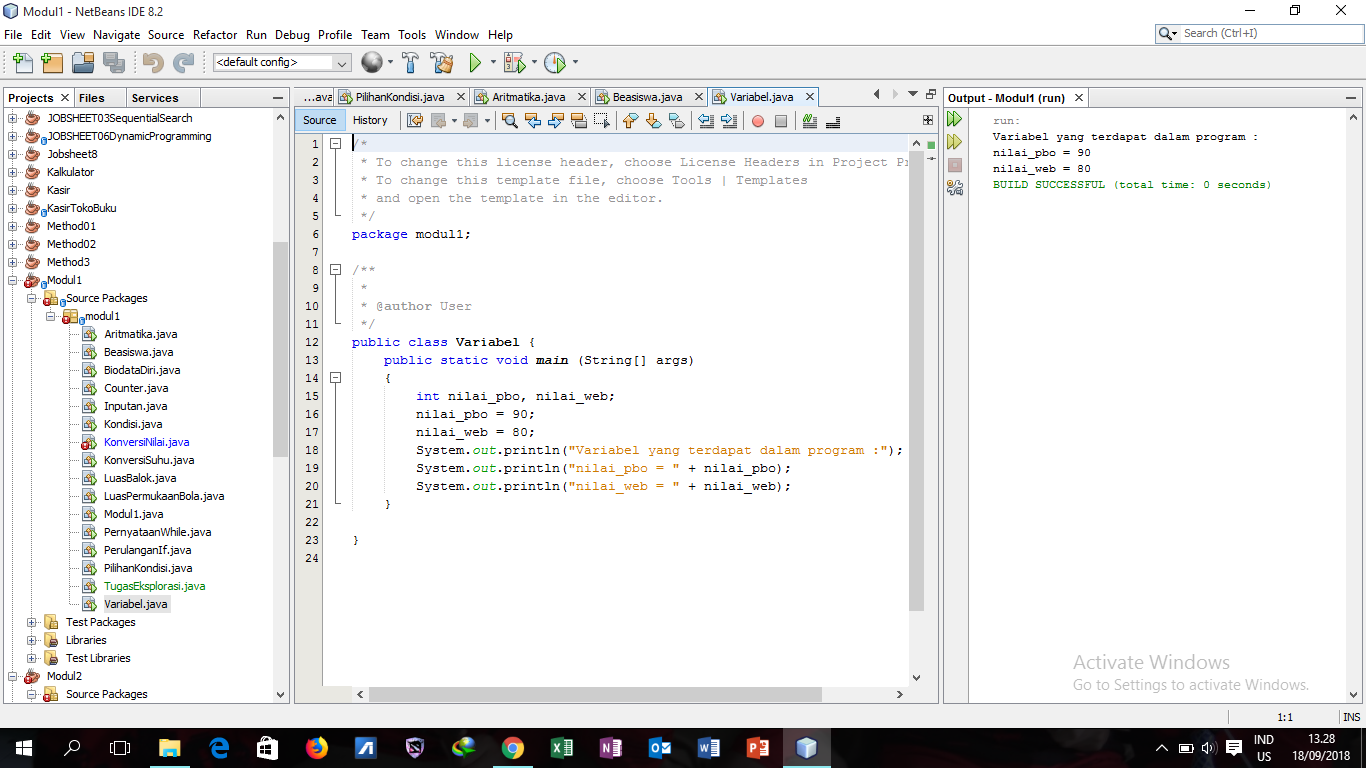 Modul1 - NetBeans IDE 8.2
File Edit View Navigate Source Refactor Run Debug Profile Team Tools Window Help
Search (Ctrl+I)
<default config>
Projects Files Services
JOBSHEET03SequentialSearch
JOBSHEET06DynamicProgramming
Jobsheet8
Kalkulator
Kasir
KasirTokoBuku
Method01
Method02
Method3
Modul1
Source Packages
modul1
Aritmatika.java
Beasiswa.java
BiodataDiri.java
Counter.java
Inputan.java
Kondisi.java
KonversiNilai.java
KonversiSuhu.java
LuasBalok.java
LuasPermukaanBola.java
Modul1.java
PernyataanWhile.java
PerulanganIf.java
PilihanKondisi.java
TugasEksplorasi.java
Variabel.java
Test Packages
Libraries
Test Libraries
Modul2
Source Packages
...ava PilihanKondisi.java Aritmatika.java Beasiswa.java Variabel.java
Source History
1 /*
2 * To change this license header, choose License Headers in Project Pr
3 * To change this template file, choose Tools | Templates
4 * and open the template in the editor.
5 */
6 package modul1;
7
8 /**
9 *
10 * @author User
11 */
12 public class Variabel {
13 public static void main (String[] args)
14 {
15 int nilai_pbo, nilai_web;
16 nilai_pbo = 90;
17 nilai_web = 80;
18 System.out.println("Variabel yang terdapat dalam program :");
19 System.out.println("nilai_pbo = " + nilai_pbo);
20 System.out.println("nilai_web = " + nilai_web);
21 }
22
23 }
24
Output - Modul1 (run)
run:
Variabel yang terdapat dalam program :
nilai_pbo = 90
nilai_web = 80
BUILD SUCCESSFUL (total time: 0 seconds)
Activate Windows
Go to Settings to activate Windows.
1:1 INS
IND
US
13.28
18/09/2018